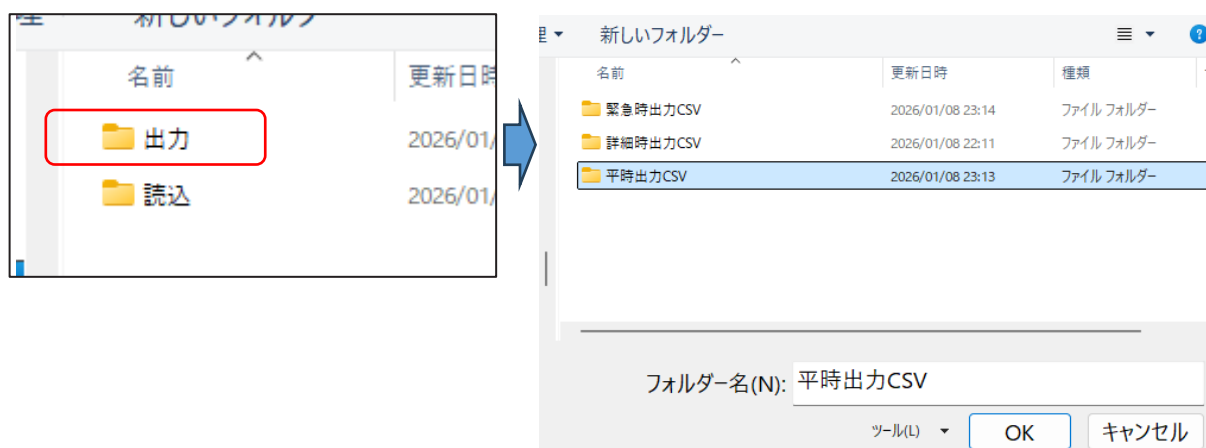 新しいフォルダ
名前
更新日時
出力
2026/01/
読込
2026/01/
新しいフォルダー
名前
更新日時
種類
緊急時出力CSV
2026/01/08 23:14
ファイル フォルダー
詳細時出力CSV
2026/01/08 22:11
ファイル フォルダー
平時出力CSV
2026/01/08 23:13
ファイル フォルダー
フォルダー名(N):
平時出力CSV
ツール(L)
OK
キャンセル